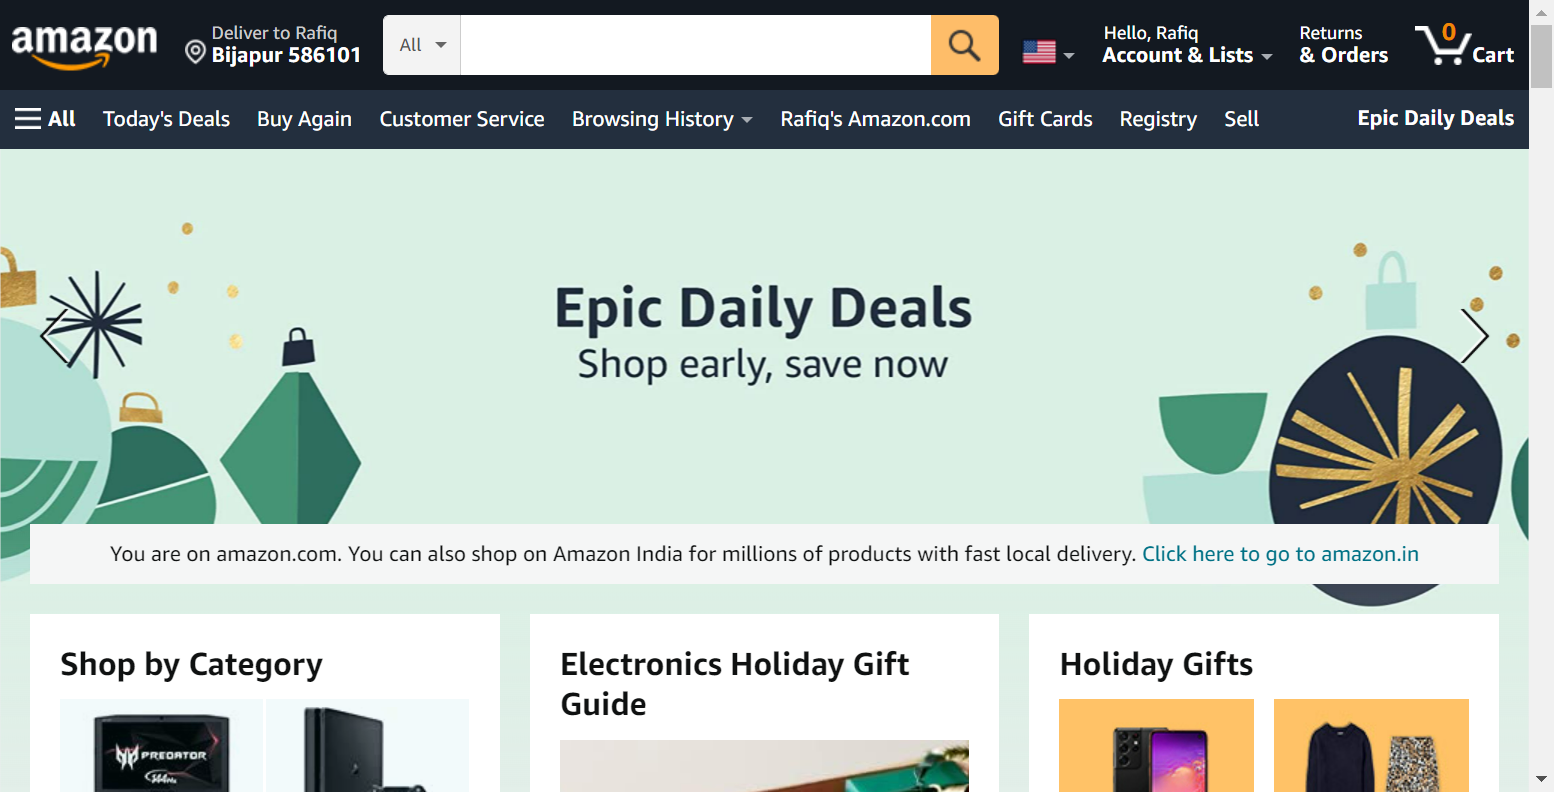 amazon
Deliver to Rafiq
Bijapur 586101
All
Hello, Rafiq
Account & Lists
Returns
& Orders
0
Cart
All
Today's Deals
Buy Again
Customer Service
Browsing History
Rafiq's Amazon.com
Gift Cards
Registry
Sell
Epic Daily Deals
Epic Daily Deals
Shop early, save now
You are on amazon.com. You can also shop on Amazon India for millions of products with fast local delivery. Click here to go to amazon.in
Shop by Category
Electronics Holiday Gift
Guide
Holiday Gifts
PREDATOR